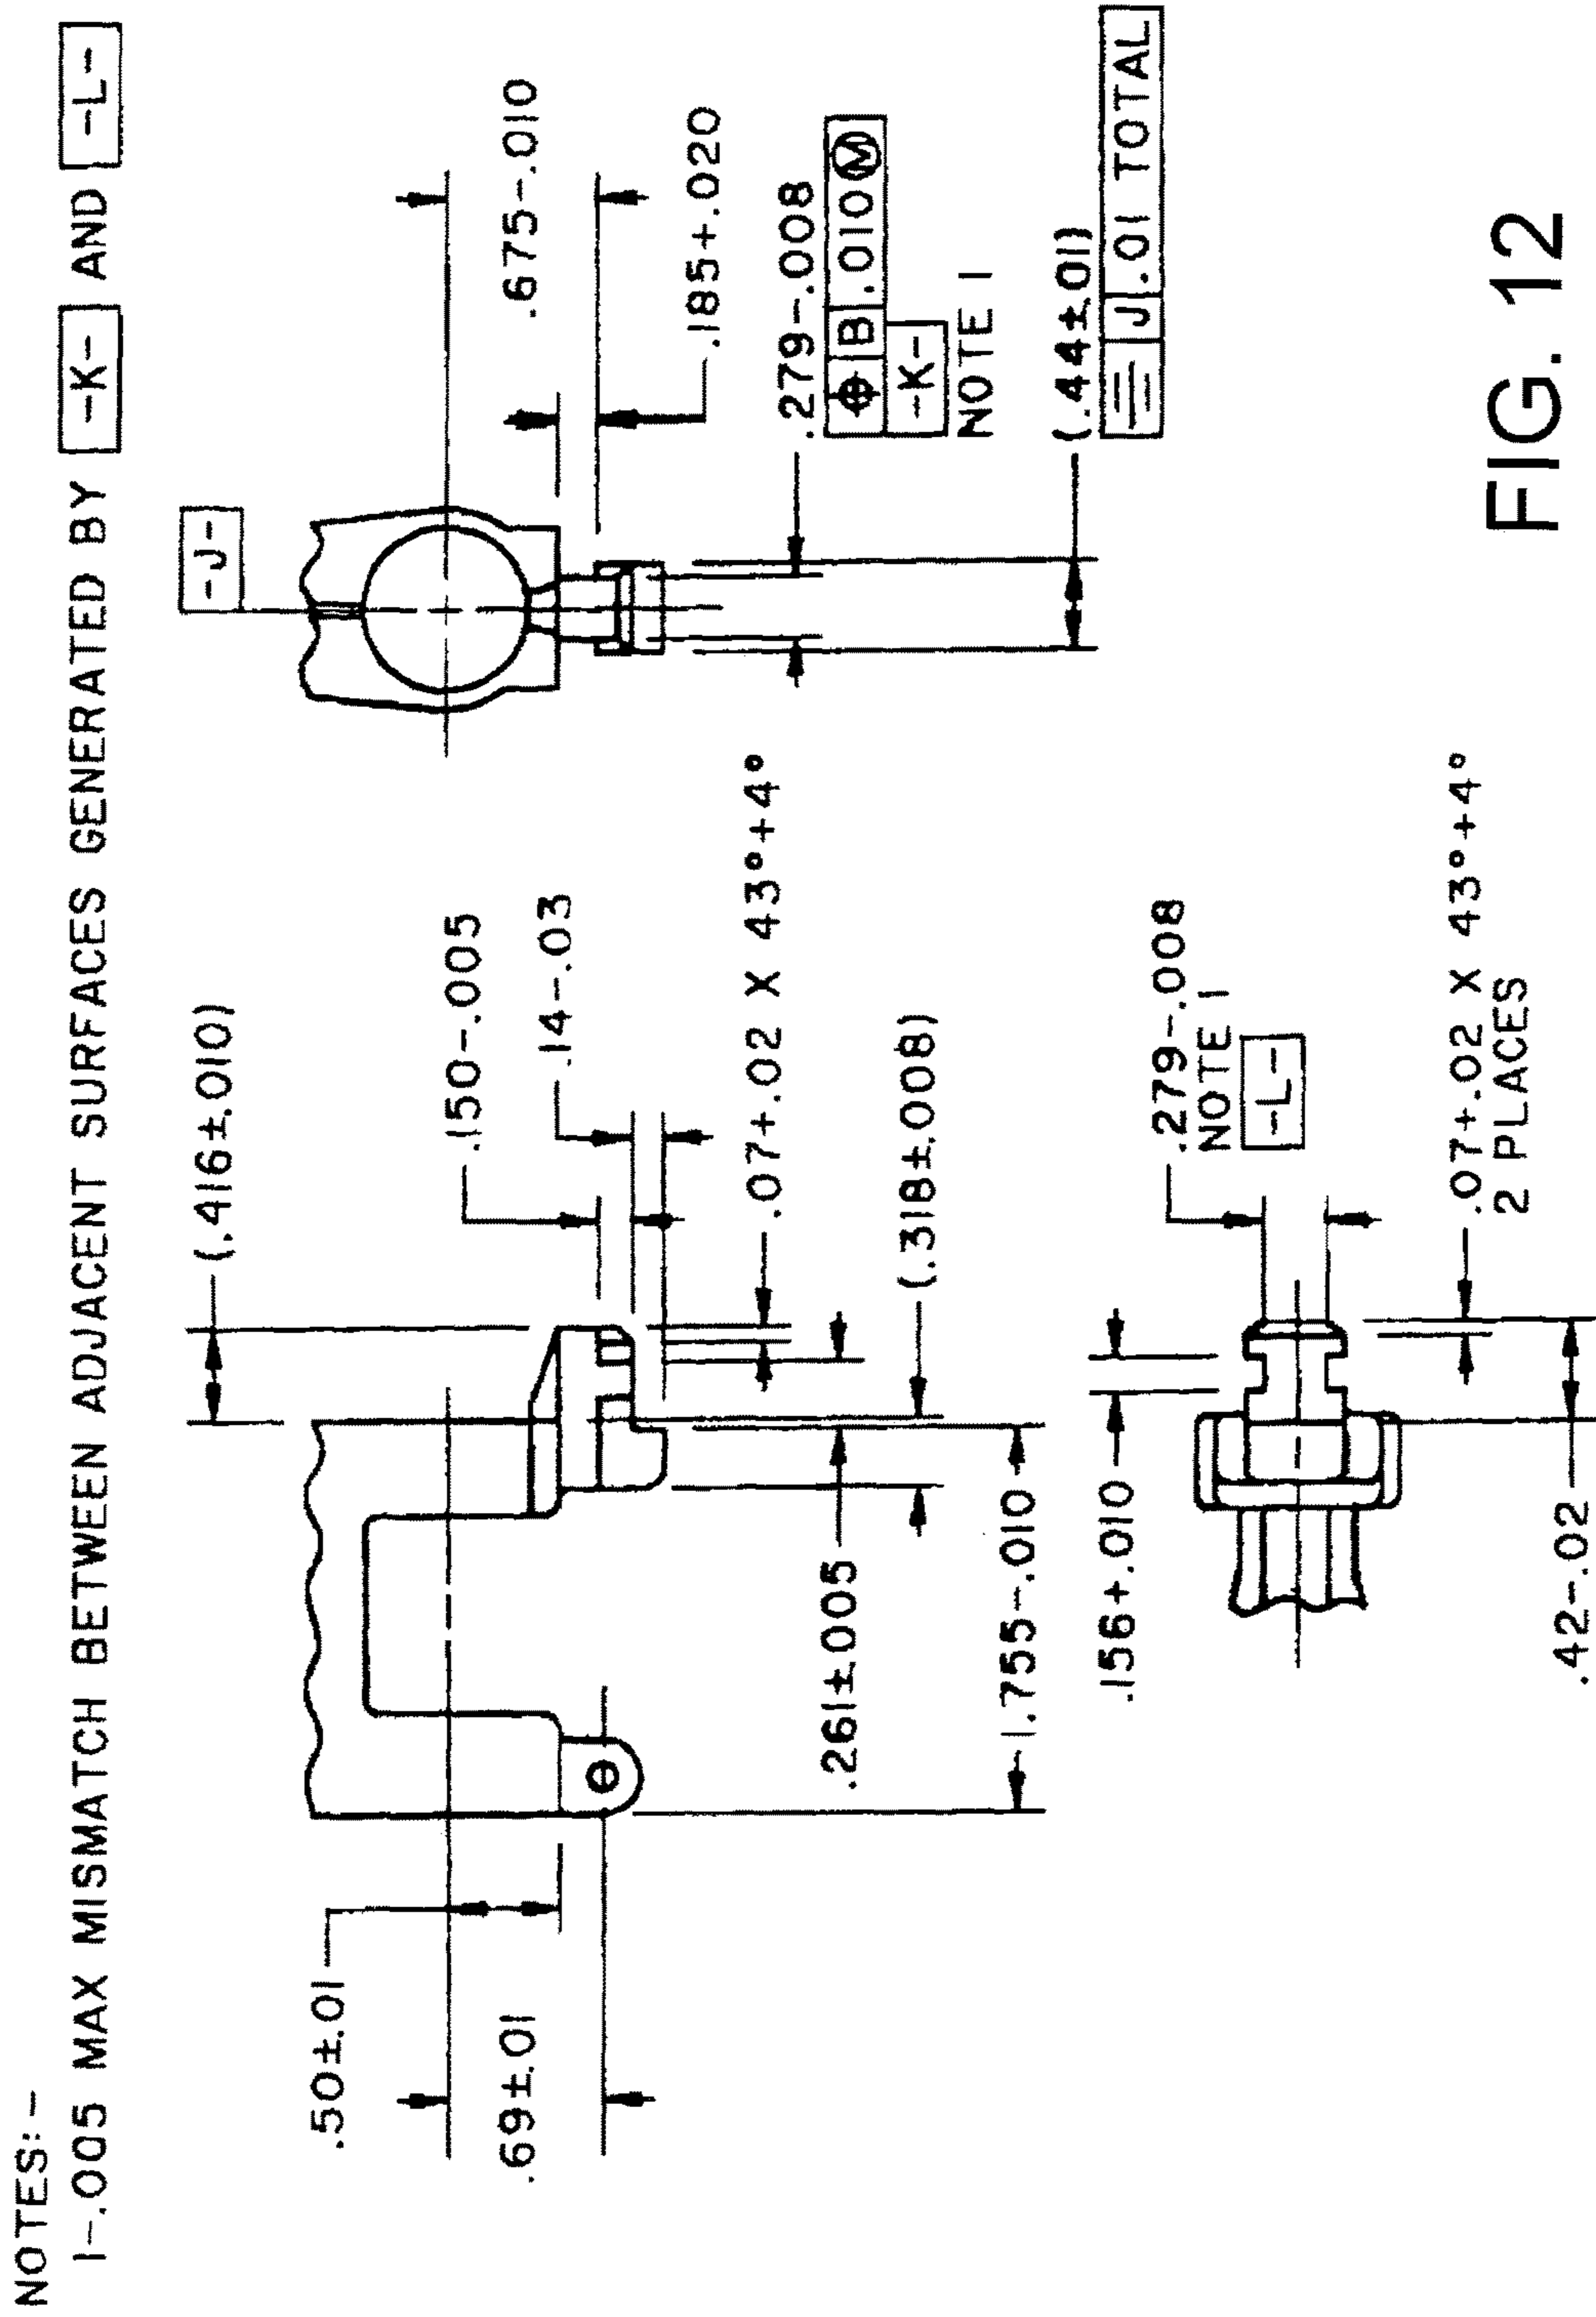 NOTES:-
1-.005 MAX MISMATCH BETWEEN ADJACENT SURFACES GENERATED BY -K- AND -L-
(.416±.010)
-J-
.50±.01
.69±.01
.150-.005
.14-.03
.07+.02 X 43°+4°
(.318±.008)
.261±.005
1.755-.010
.675-.010
.185+.020
.279-.008
⌖ B .010 Ⓜ
-K-
NOTE 1
(.44±.01)
⌯ J .01 TOTAL
.156+.010
.279-.008
NOTE 1
-L-
.07+.02 X 43°+4°
2 PLACES
.42-.02
FIG. 12